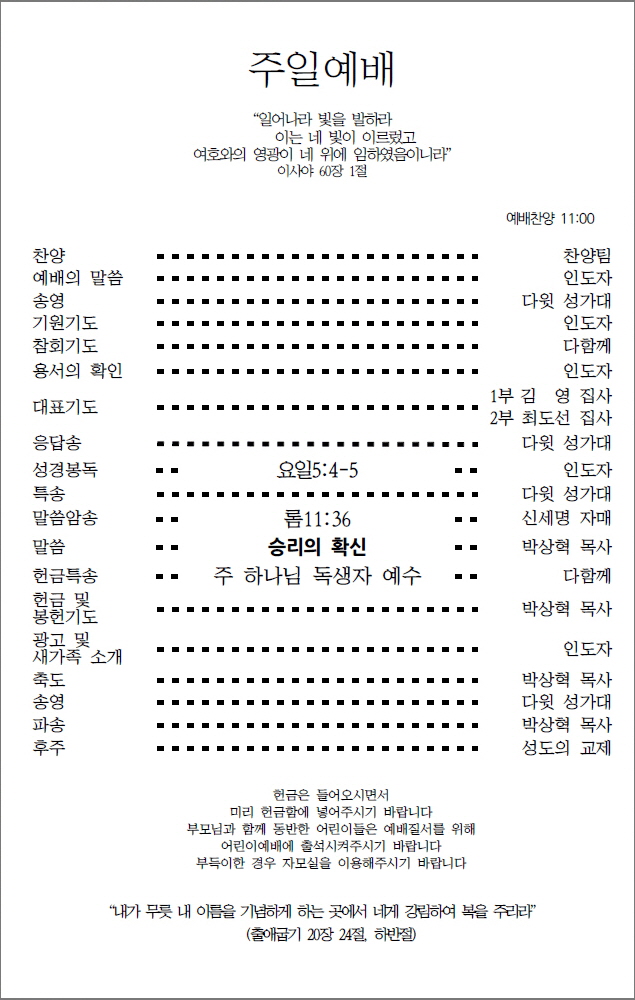 주일예배
“일어나라 빛을 발하라
이는 네 빛이 이르렀고
여호와의 영광이 네 위에 임하였음이니라”
이사야 60장 1절
예배찬양 11:00
찬양 찬양팀
예배의 말씀 인도자
송영 다윗 성가대
기원기도 인도자
참회기도 다함께
용서의 확인 인도자
대표기도 1부 김 영 집사
2부 최도선 집사
응답송 다윗 성가대
성경봉독 요일5:4-5 인도자
특송 다윗 성가대
말씀암송 롬11:36 신세명 자매
말씀 승리의 확신 박상혁 목사
헌금특송 주 하나님 독생자 예수 다함께
헌금 및
봉헌기도 박상혁 목사
광고 및
새가족 소개 인도자
축도 박상혁 목사
송영 다윗 성가대
파송 박상혁 목사
후주 성도의 교제
헌금은 들어오시면서
미리 헌금함에 넣어주시기 바랍니다
부모님과 함께 동반한 어린이들은 예배질서를 위해
어린이예배에 출석시켜주시기 바랍니다
부득이한 경우 자모실을 이용해주시기 바랍니다
“내가 무릇 내 이름을 기념하게 하는 곳에서 네게 강림하여 복을 주리라”
(출애굽기 20장 24절, 하반절)